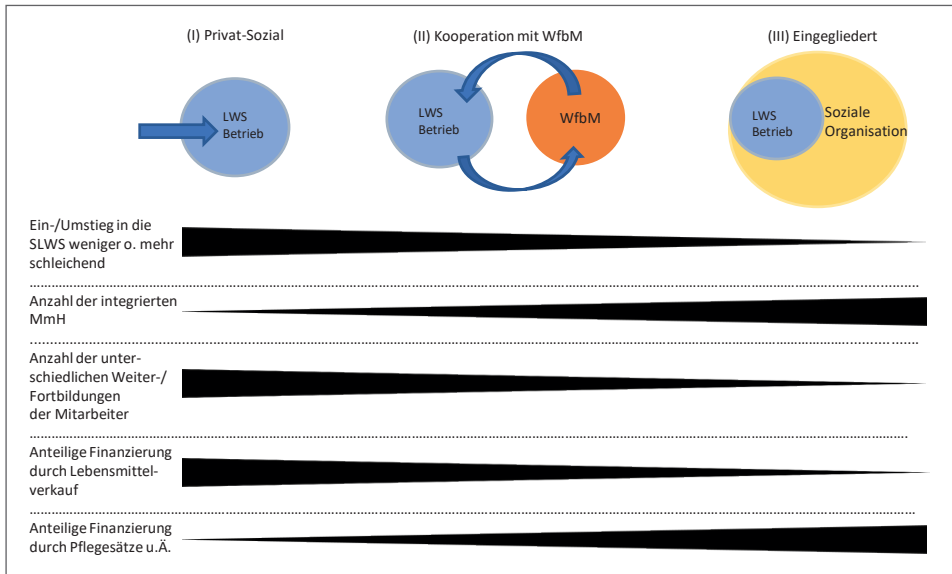 (I) Privat-Sozial
(II) Kooperation mit WfbM
(III) Eingegliedert
LWS
Betrieb
LWS
Betrieb
WfbM
LWS
Betrieb
Soziale
Organisation
Ein-/Umstieg in die
SLWS weniger o. mehr
schleichend
Anzahl der integrierten
MmH
Anzahl der unter-
schiedlichen Weiter-/
Fortbildungen
der Mitarbeiter
Anteilige Finanzierung
durch Lebensmittel-
verkauf
Anteilige Finanzierung
durch Pflegesätze u.Ä.